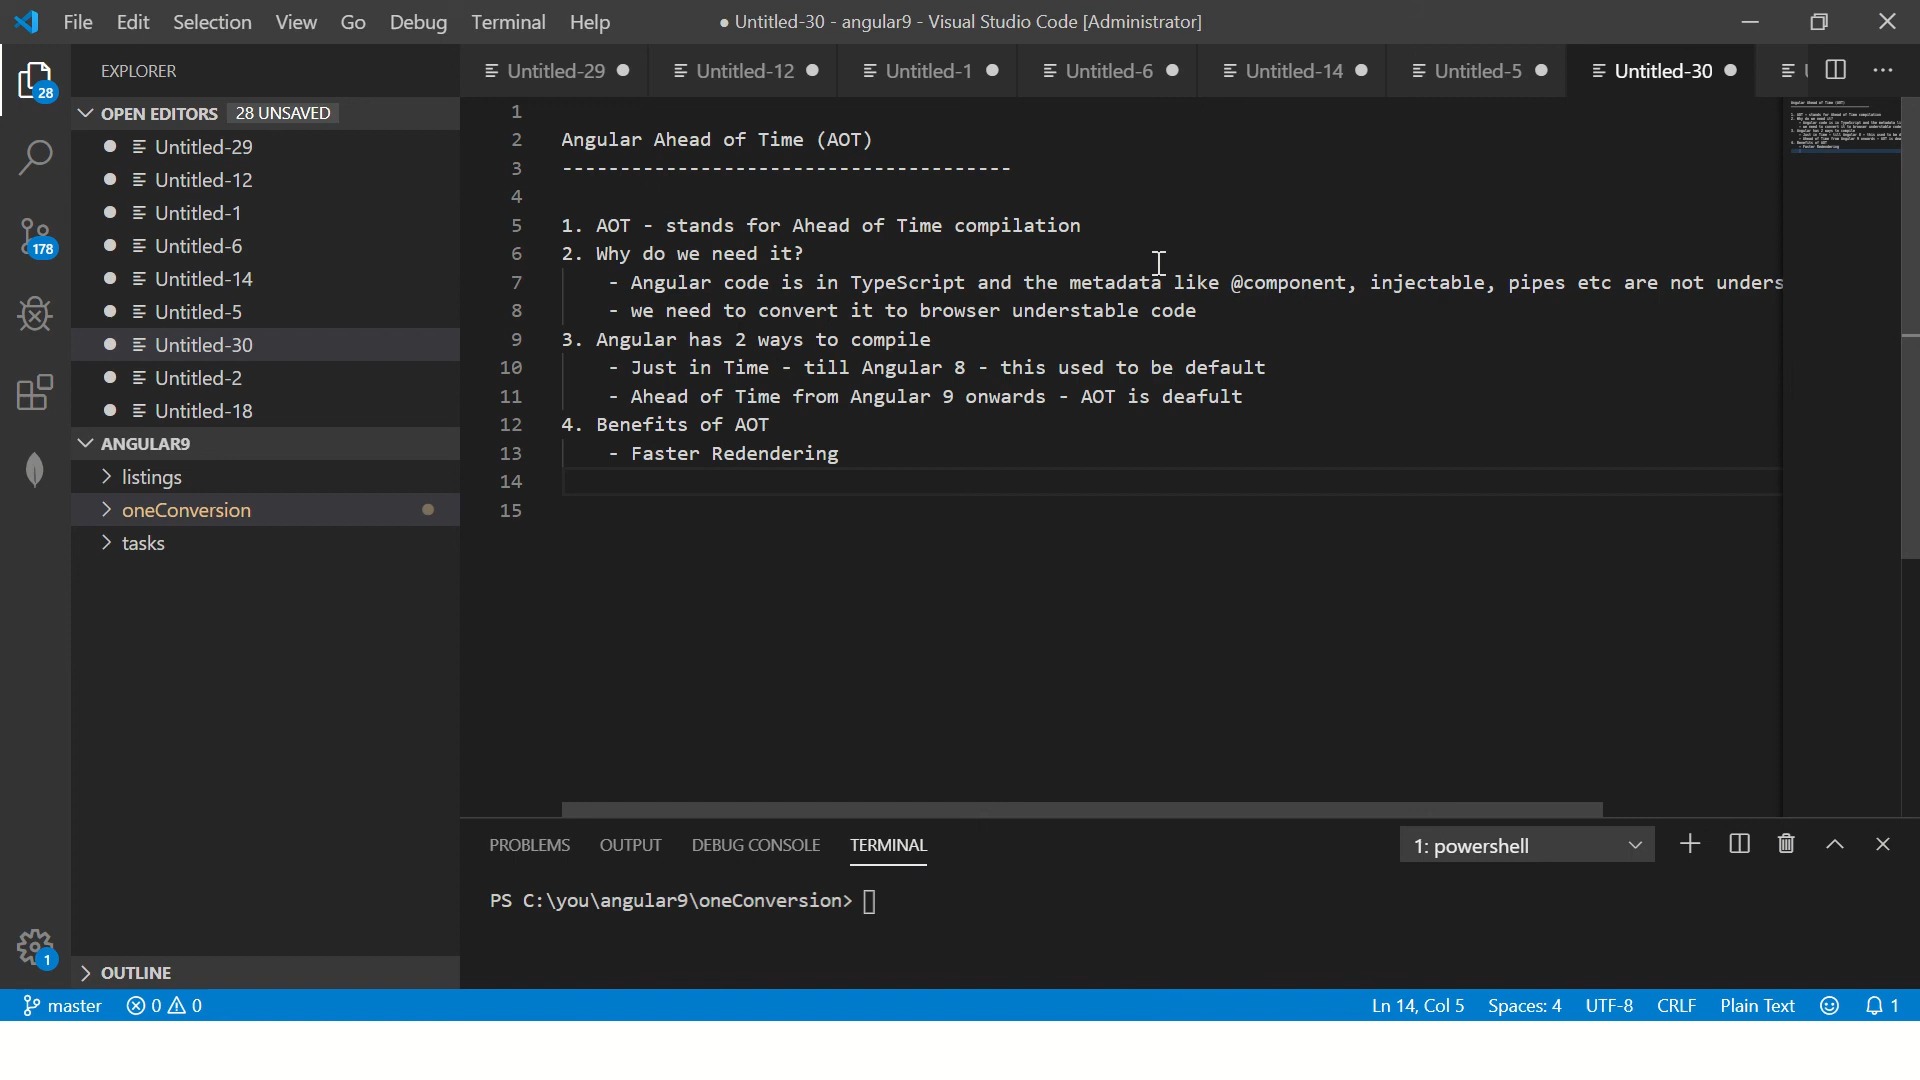 File Edit Selection View Go Debug Terminal Help
● Untitled-30 - angular9 - Visual Studio Code [Administrator]
EXPLORER
Untitled-29 Untitled-12 Untitled-1 Untitled-6 Untitled-14 Untitled-5 Untitled-30
28
OPEN EDITORS 28 UNSAVED
Untitled-29
Untitled-12
Untitled-1
Untitled-6
Untitled-14
Untitled-5
Untitled-30
Untitled-2
Untitled-18
178
ANGULAR9
listings
oneConversion
tasks
OUTLINE
1
1
2 Angular Ahead of Time (AOT)
3 ---------------------------------------
4
5 1. AOT - stands for Ahead of Time compilation
6 2. Why do we need it?
7 - Angular code is in TypeScript and the metadata like @component, injectable, pipes etc are not unders
8 - we need to convert it to browser understable code
9 3. Angular has 2 ways to compile
10 - Just in Time - till Angular 8 - this used to be default
11 - Ahead of Time from Angular 9 onwards - AOT is deafult
12 4. Benefits of AOT
13 - Faster Redendering
14
15
PROBLEMS OUTPUT DEBUG CONSOLE TERMINAL
1: powershell
PS C:\you\angular9\oneConversion>
master 0 0
Ln 14, Col 5 Spaces: 4 UTF-8 CRLF Plain Text 1